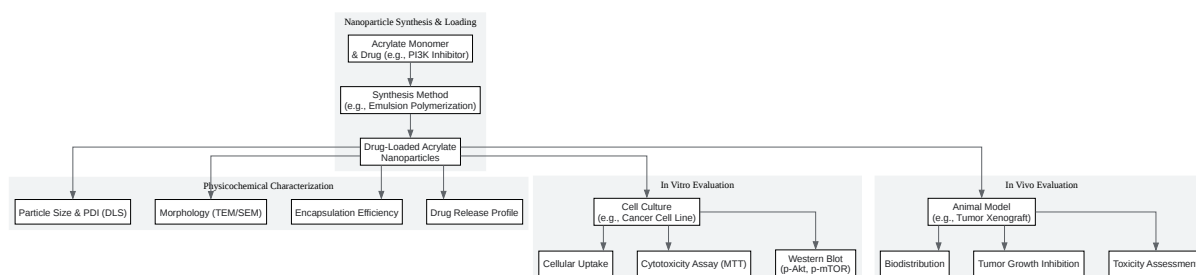 Nanoparticle Synthesis & Loading
Acrylate Monomer
& Drug (e.g., PI3K Inhibitor)
Synthesis Method
(e.g., Emulsion Polymerization)
Drug-Loaded Acrylate
Nanoparticles
Physicochemical Characterization
Particle Size & PDI (DLS)
Morphology (TEM/SEM)
Encapsulation Efficiency
Drug Release Profile
In Vitro Evaluation
Cell Culture
(e.g., Cancer Cell Line)
Cellular Uptake
Cytotoxicity Assay (MTT)
Western Blot
(p-Akt, p-mTOR)
In Vivo Evaluation
Animal Model
(e.g., Tumor Xenograft)
Biodistribution
Tumor Growth Inhibition
Toxicity Assessment